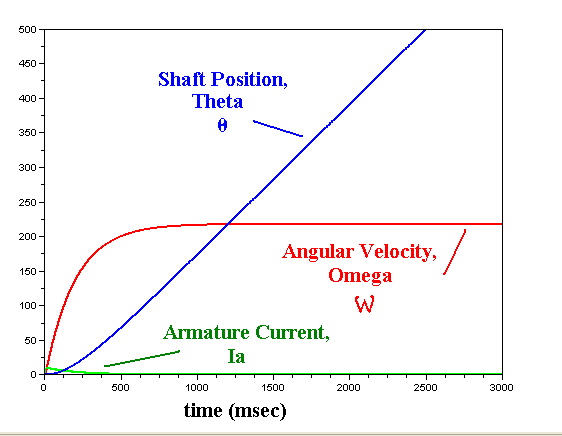 500
450
400
350
300
250
200
150
100
50
0
Shaft Position,
Theta
θ
Angular Velocity,
Omega
W
Armature Current,
Ia
0 500 1000 1500 2000 2500 3000
time (msec)